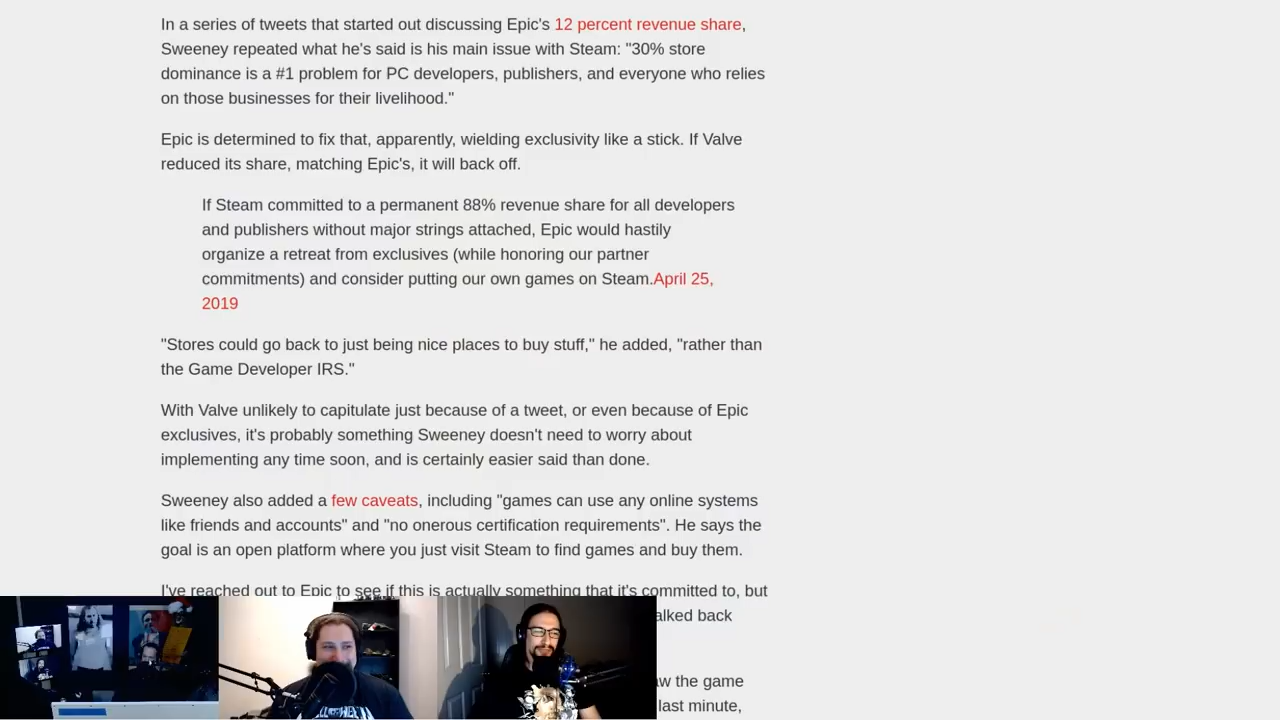 In a series of tweets that started out discussing Epic's 12 percent revenue share,
Sweeney repeated what he's said is his main issue with Steam: "30% store
dominance is a #1 problem for PC developers, publishers, and everyone who relies
on those businesses for their livelihood."
Epic is determined to fix that, apparently, wielding exclusivity like a stick. If Valve
reduced its share, matching Epic's, it will back off.
If Steam committed to a permanent 88% revenue share for all developers
and publishers without major strings attached, Epic would hastily
organize a retreat from exclusives (while honoring our partner
commitments) and consider putting our own games on Steam.April 25,
2019
"Stores could go back to just being nice places to buy stuff," he added, "rather than
the Game Developer IRS."
With Valve unlikely to capitulate just because of a tweet, or even because of Epic
exclusives, it's probably something Sweeney doesn't need to worry about
implementing any time soon, and is certainly easier said than done.
Sweeney also added a few caveats, including "games can use any online systems
like friends and accounts" and "no onerous certification requirements". He says the
goal is an open platform where you just visit Steam to find games and buy them.
I've reached out to Epic to see if this is actually something that it's committed to, but
alked back
aw the game
last minute,